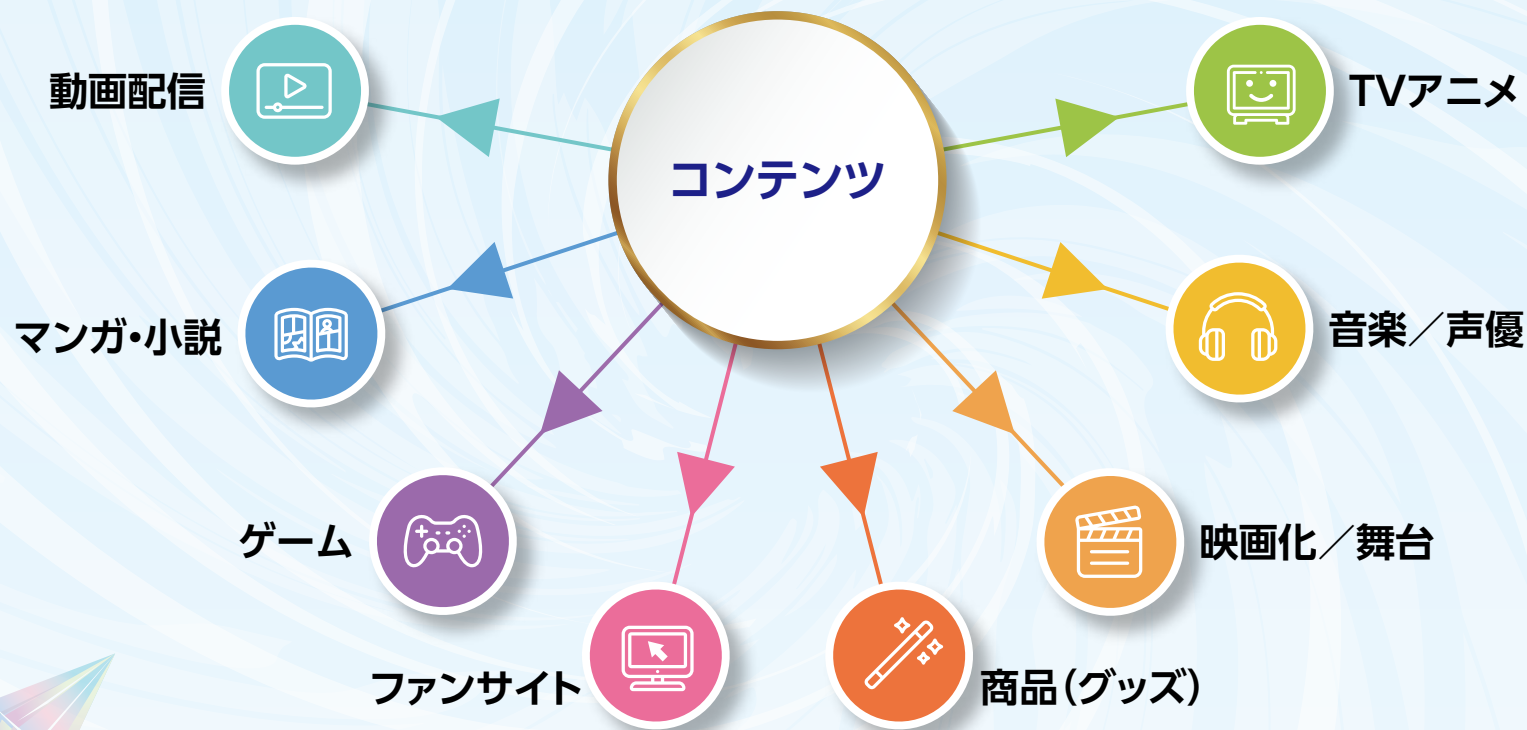 コンテンツ
動画配信
TVアニメ
マンガ・小説
音楽／声優
ゲーム
映画化／舞台
ファンサイト
商品（グッズ）